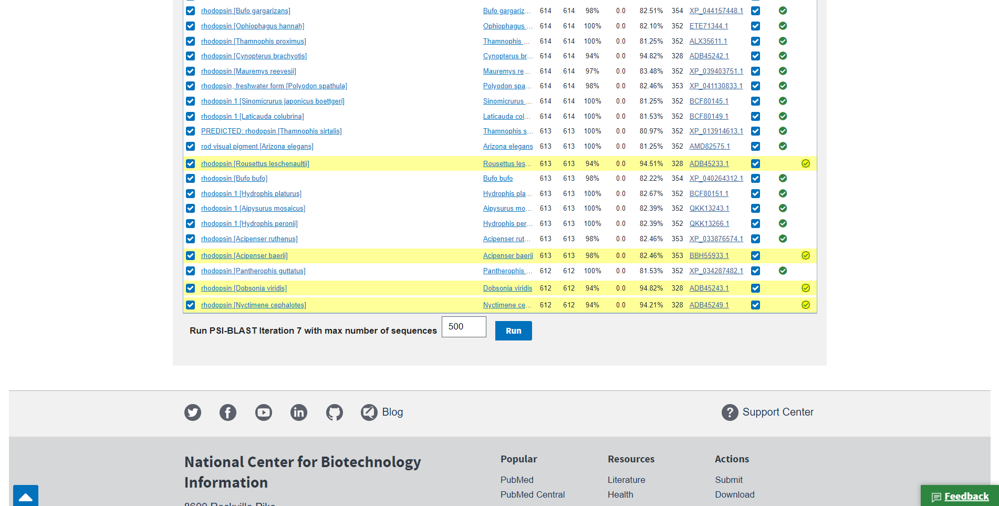 rhodopsin [Bufo gargarizans] Bufo gargariz... 614 614 98% 0.0 82.51% 354 XP_044157448.1
rhodopsin [Ophiophagus hannah] Ophiophagus ... 614 614 100% 0.0 82.10% 352 ETE71344.1
rhodopsin [Thamnophis proximus] Thamnophis ... 614 614 100% 0.0 81.25% 352 ALX35611.1
rhodopsin [Cynopterus brachyotis] Cynopterus br... 614 614 94% 0.0 94.82% 328 ADB45242.1
rhodopsin [Mauremys reevesii] Mauremys re... 614 614 97% 0.0 83.48% 352 XP_039403751.1
rhodopsin, freshwater form [Polyodon spathula] Polyodon spa... 614 614 98% 0.0 82.46% 353 XP_041130833.1
rhodopsin 1 [Sinomicrurus japonicus boettgeri] Sinomicrurus ... 614 614 100% 0.0 81.25% 352 BCF80145.1
rhodopsin 1 [Laticauda colubrina] Laticauda col... 614 614 100% 0.0 81.53% 352 BCF80149.1
PREDICTED: rhodopsin [Thamnophis sirtalis] Thamnophis s... 613 613 100% 0.0 80.97% 352 XP_013914613.1
rod visual pigment [Arizona elegans] Arizona elegans 613 613 100% 0.0 81.25% 352 AMD82575.1
rhodopsin [Rousettus leschenaultii] Rousettus les... 613 613 94% 0.0 94.51% 328 ADB45233.1
rhodopsin [Bufo bufo] Bufo bufo 613 613 98% 0.0 82.22% 354 XP_040264312.1
rhodopsin 1 [Hydrophis platurus] Hydrophis pla... 613 613 100% 0.0 82.67% 352 BCF80151.1
rhodopsin 1 [Aipysurus mosaicus] Aipysurus mo... 613 613 100% 0.0 82.39% 352 QKK13243.1
rhodopsin 1 [Hydrophis peronii] Hydrophis per... 613 613 100% 0.0 82.39% 352 QKK13266.1
rhodopsin [Acipenser ruthenus] Acipenser rut... 613 613 98% 0.0 82.46% 353 XP_033876574.1
rhodopsin [Acipenser baerii] Acipenser baerii 613 613 98% 0.0 82.46% 353 BBH55933.1
rhodopsin [Pantherophis guttatus] Pantherophis ... 612 612 100% 0.0 81.53% 352 XP_034287482.1
rhodopsin [Dobsonia viridis] Dobsonia viridis 612 612 94% 0.0 94.82% 328 ADB45243.1
rhodopsin [Nyctimene cephalotes] Nyctimene ce... 612 612 94% 0.0 94.21% 328 ADB45249.1
Run PSI-BLAST Iteration 7 with max number of sequences 500 Run
Blog
Support Center
National Center for Biotechnology
Information
8600 Rockville Pike
Popular
PubMed
PubMed Central
Resources
Literature
Health
Actions
Submit
Download
Feedback